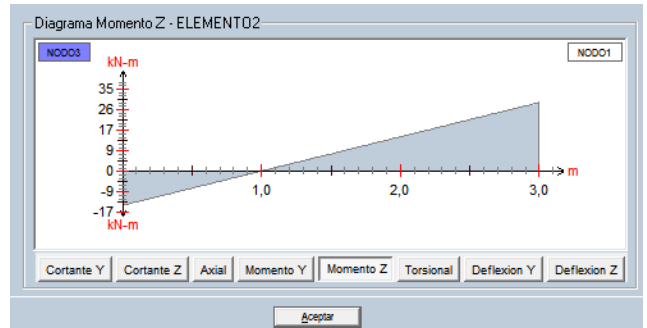 Diagrama Momento Z - ELEMENTO2
NODO3
NODO1
kN-m
35
26
17
9
0
-9
-17
kN-m
1,0
2,0
3,0
m
Cortante Y
Cortante Z
Axial
Momento Y
Momento Z
Torsional
Deflexion Y
Deflexion Z
Aceptar